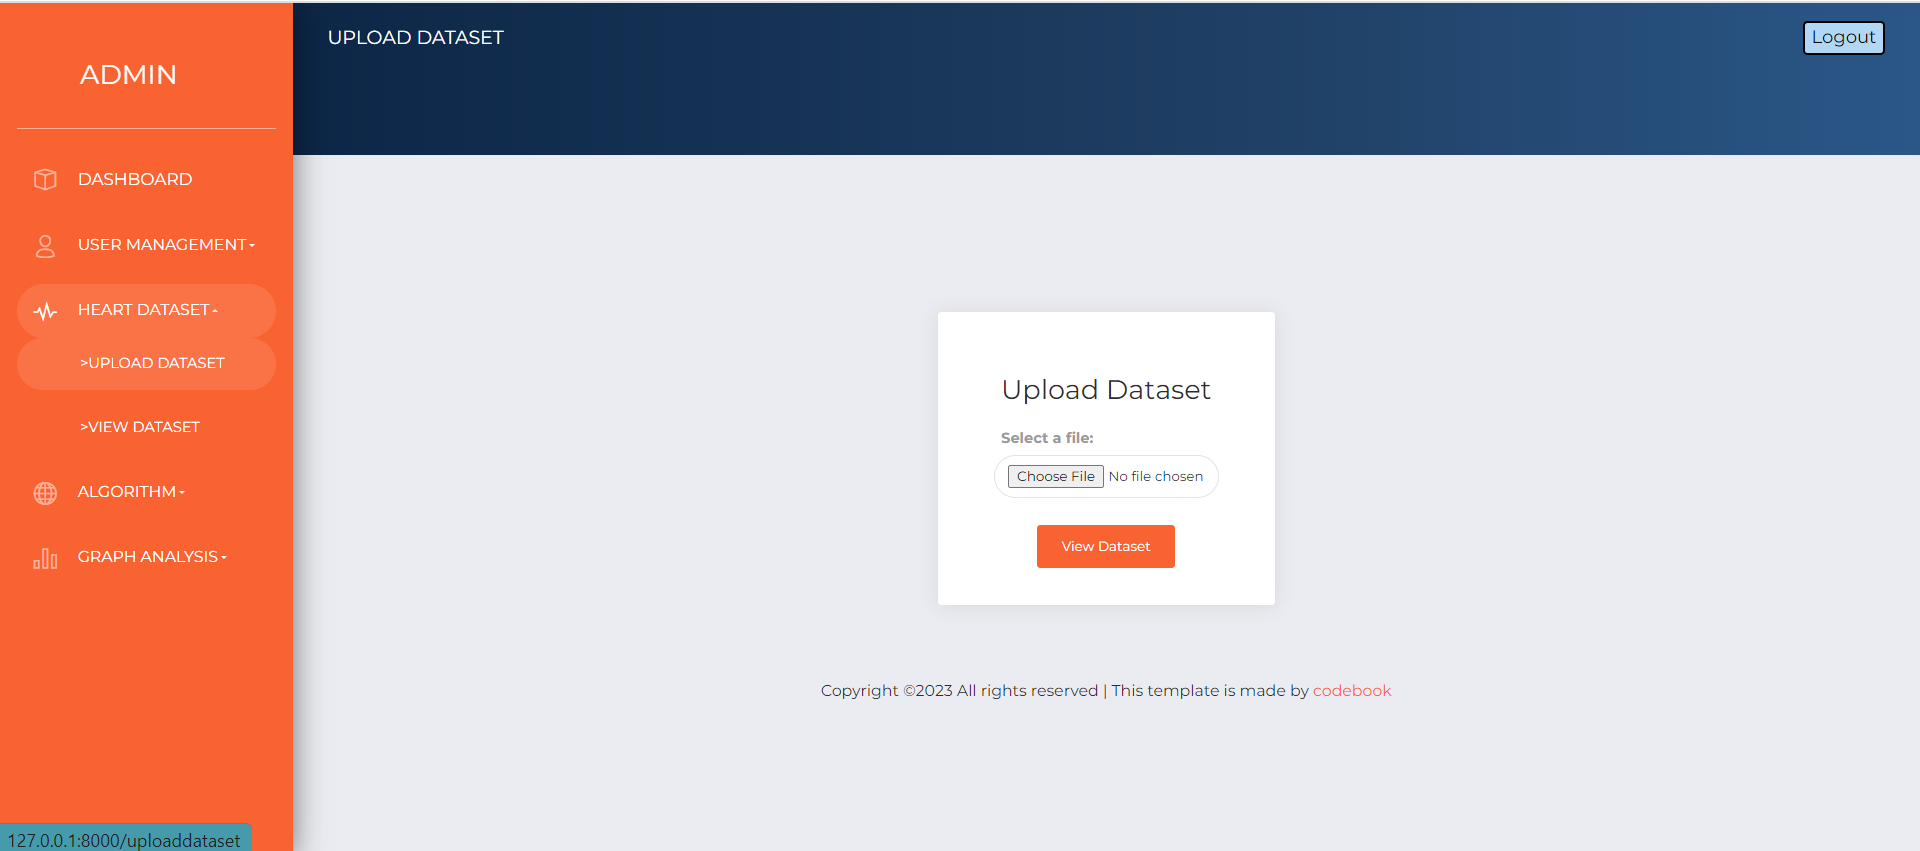 UPLOAD DATASET
Logout
ADMIN
DASHBOARD
USER MANAGEMENT
HEART DATASET
>UPLOAD DATASET
>VIEW DATASET
ALGORITHM
GRAPH ANALYSIS
Upload Dataset
Select a file:
Choose File No file chosen
View Dataset
Copyright ©2023 All rights reserved | This template is made by codebook
127.0.0.1:8000/uploaddataset